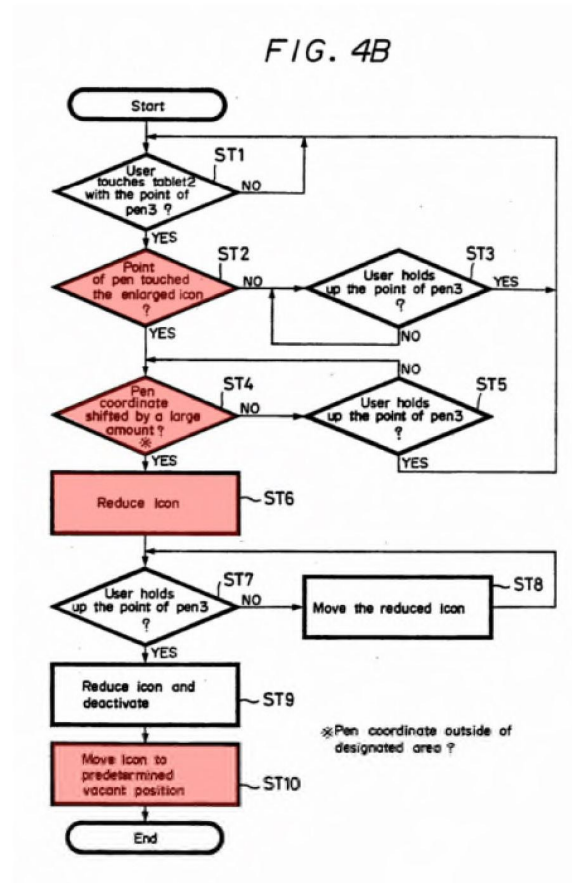 FIG. 4B
Start
ST1
User
touches tablet2
with the point of
pen3 ?
NO
YES
ST2
Point
of pen touched
the enlarged icon
?
NO
ST3
User holds
up the point of pen3
?
YES
NO
YES
NO
ST4
Pen
coordinate
shifted by a large
amount?
※
NO
ST5
User holds
up the point of pen3
?
YES
YES
Reduce Icon
ST6
ST7
User holds
up the point of pen3
?
NO
ST8
Move the reduced Icon
YES
Reduce icon and
deactivate
ST9
※Pen coordinate outside of
designated area ?
Move Icon to
predetermined
vacant position
ST10
End